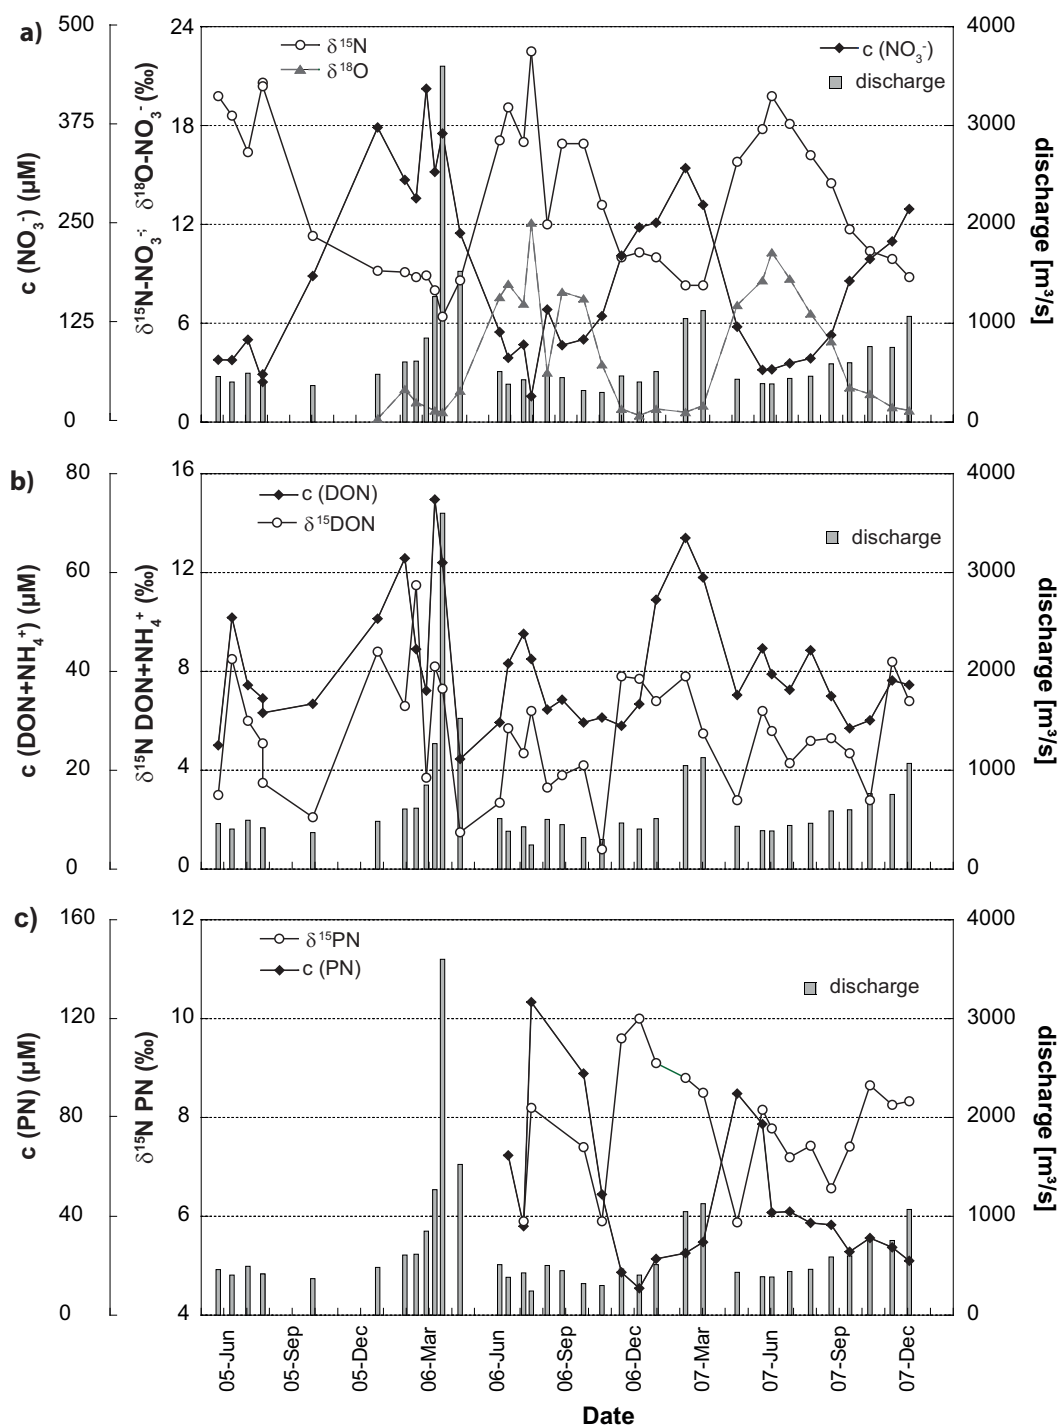 a)
500
375
250
125
0
c (NO3-) (µM)
24
18
12
6
0
δ15N-NO3-; δ18O-NO3- (‰)
δ15N
δ18O
c (NO3-)
discharge
4000
3000
2000
1000
0
discharge [m³/s]
b)
80
60
40
20
0
c (DON+NH4+) (µM)
16
12
8
4
0
δ15N DON+NH4+ (‰)
c (DON)
δ15DON
discharge
4000
3000
2000
1000
0
discharge [m³/s]
c)
160
120
80
40
0
c (PN) (µM)
12
10
8
6
4
δ15N PN (‰)
δ15PN
c (PN)
discharge
4000
3000
2000
1000
0
discharge [m³/s]
05-Jun
05-Sep
05-Dec
06-Mar
06-Jun
06-Sep
06-Dec
07-Mar
07-Jun
07-Sep
07-Dec
Date